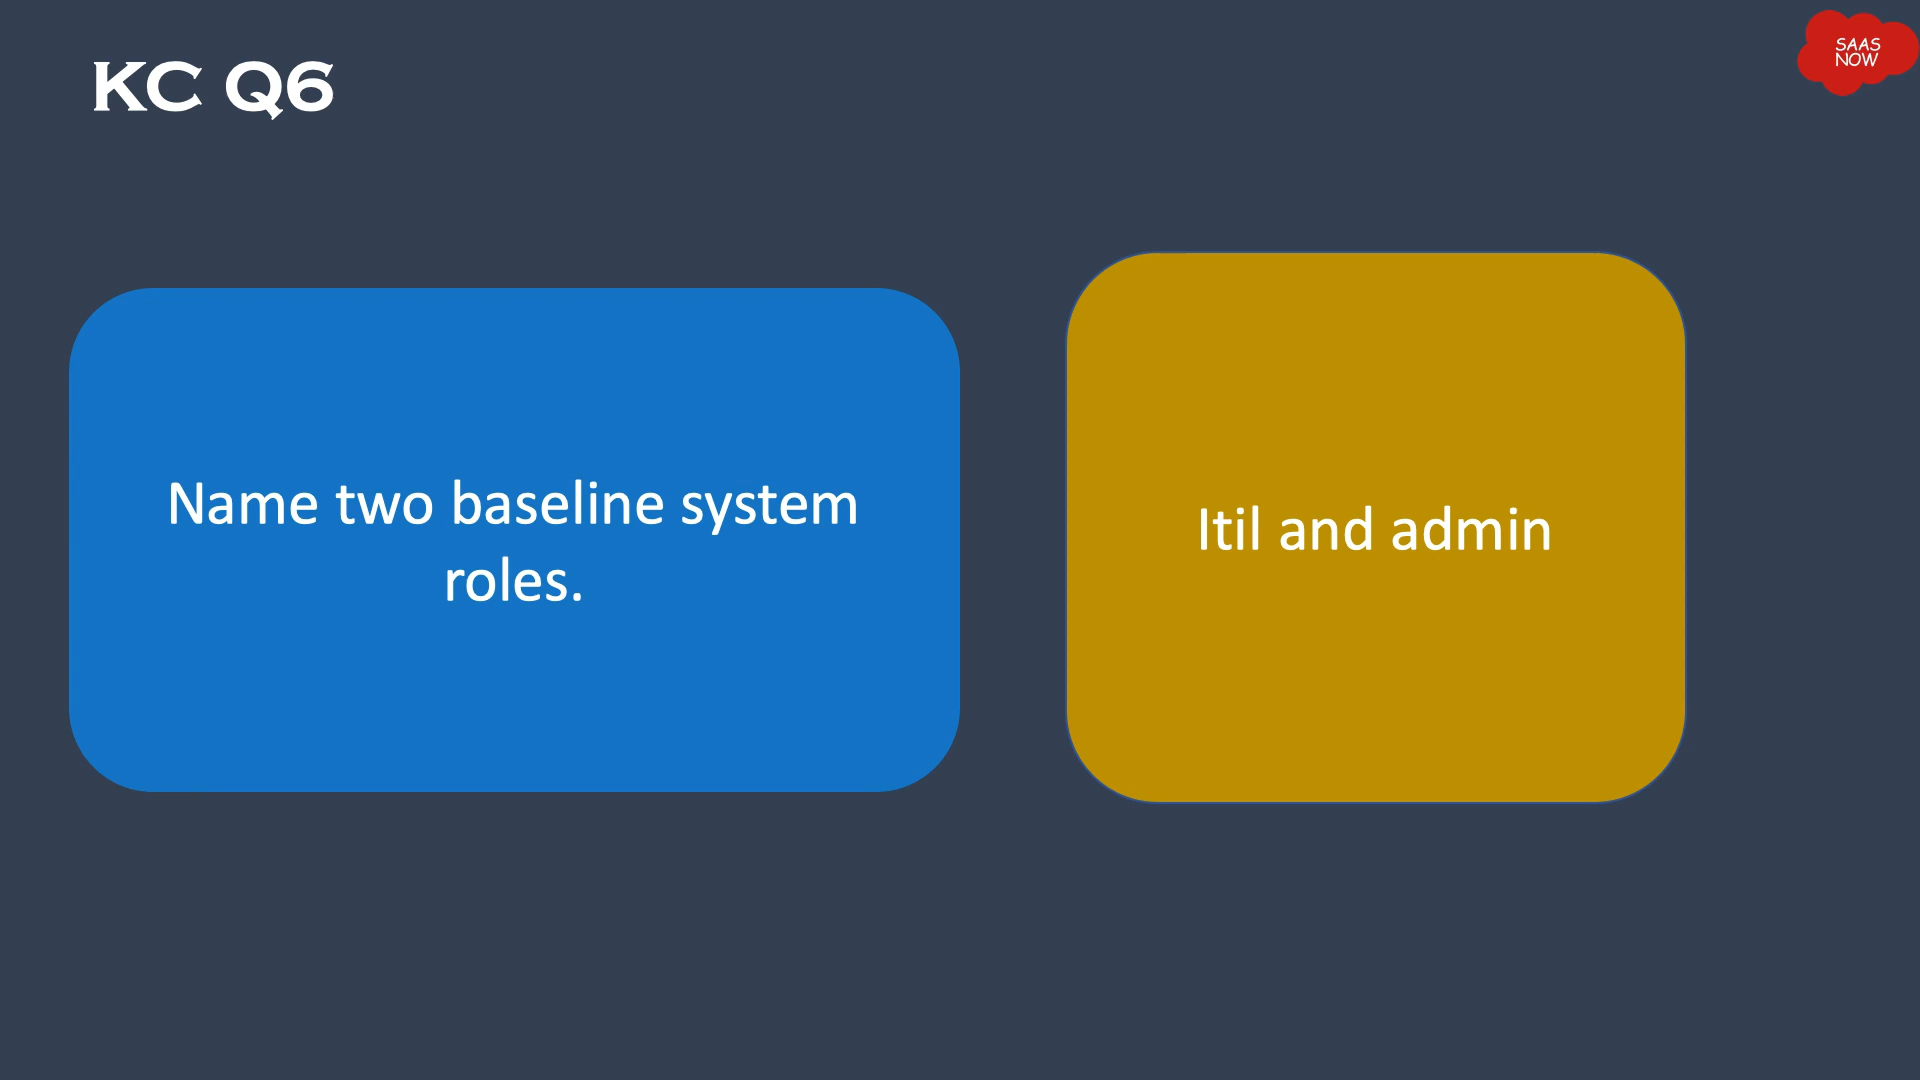 KC Q6
SAAS
NOW
Name two baseline system
roles.
Itil and admin